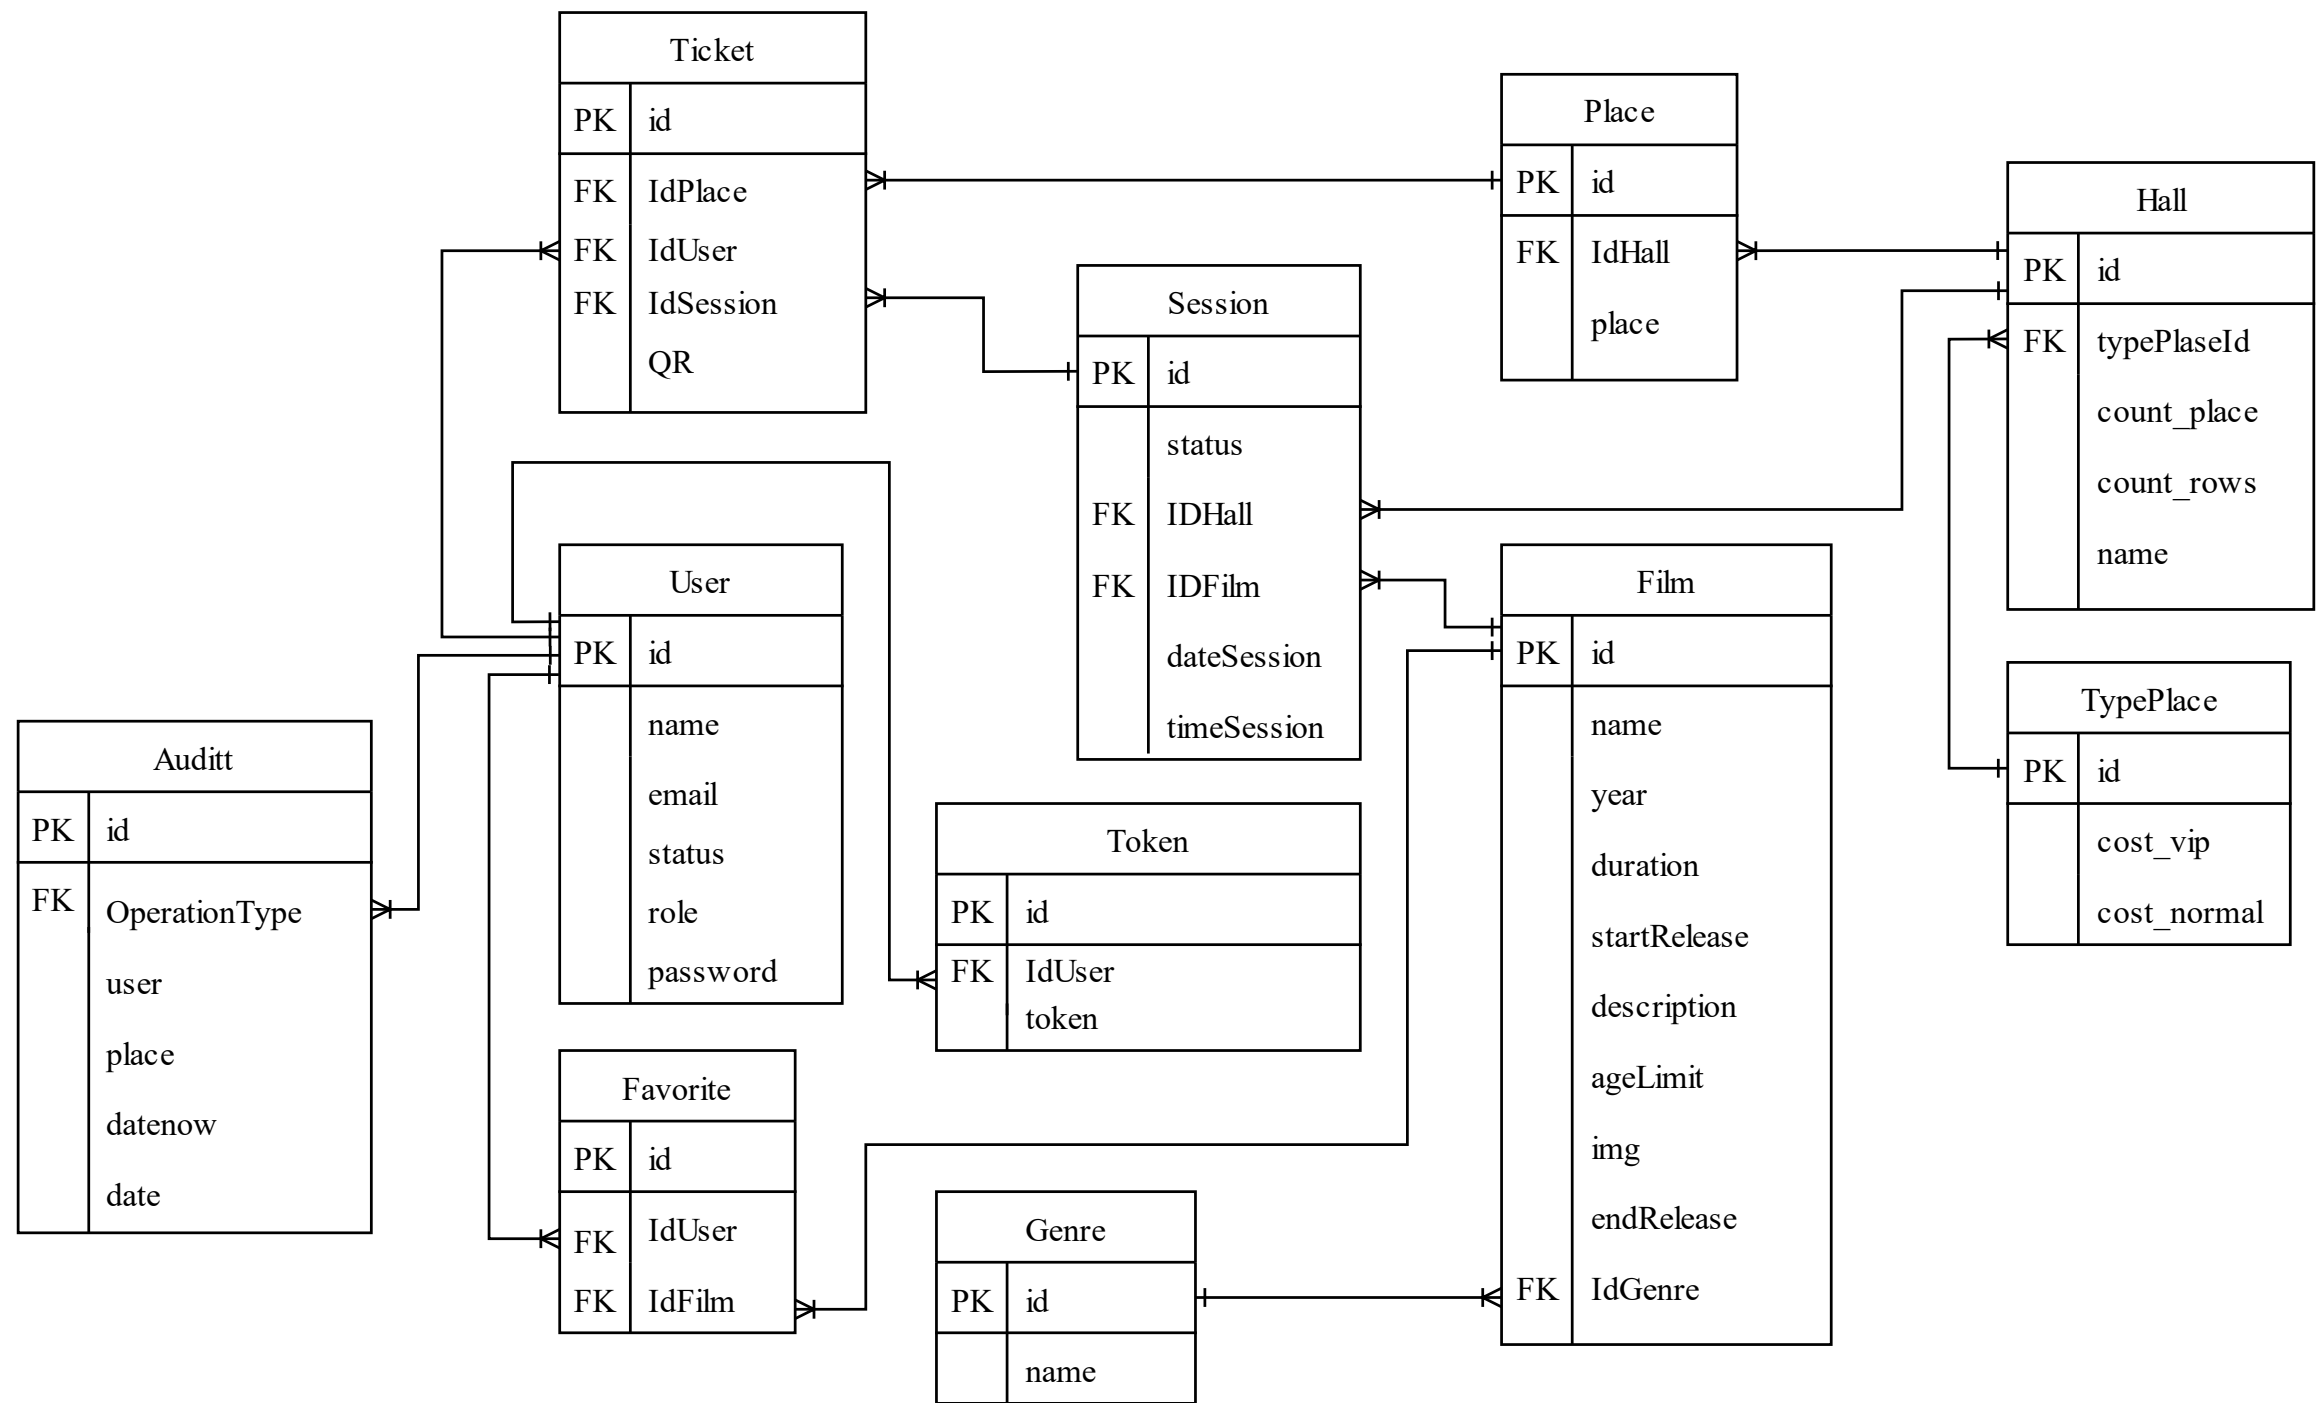 Ticket
PK id
FK IdPlace
FK IdUser
FK IdSession
QR
Place
PK id
FK IdHall
place
Hall
PK id
FK typePlaseId
count_place
count_rows
name
Session
PK id
status
FK IDHall
FK IDFilm
dateSession
timeSession
User
PK id
name
email
status
role
password
Film
PK id
name
year
duration
startRelease
description
ageLimit
img
endRelease
FK IdGenre
TypePlace
PK id
cost_vip
cost_normal
Auditt
PK id
FK OperationType
user
place
datenow
date
Token
PK id
FK IdUser
token
Favorite
PK id
FK IdUser
FK IdFilm
Genre
PK id
name